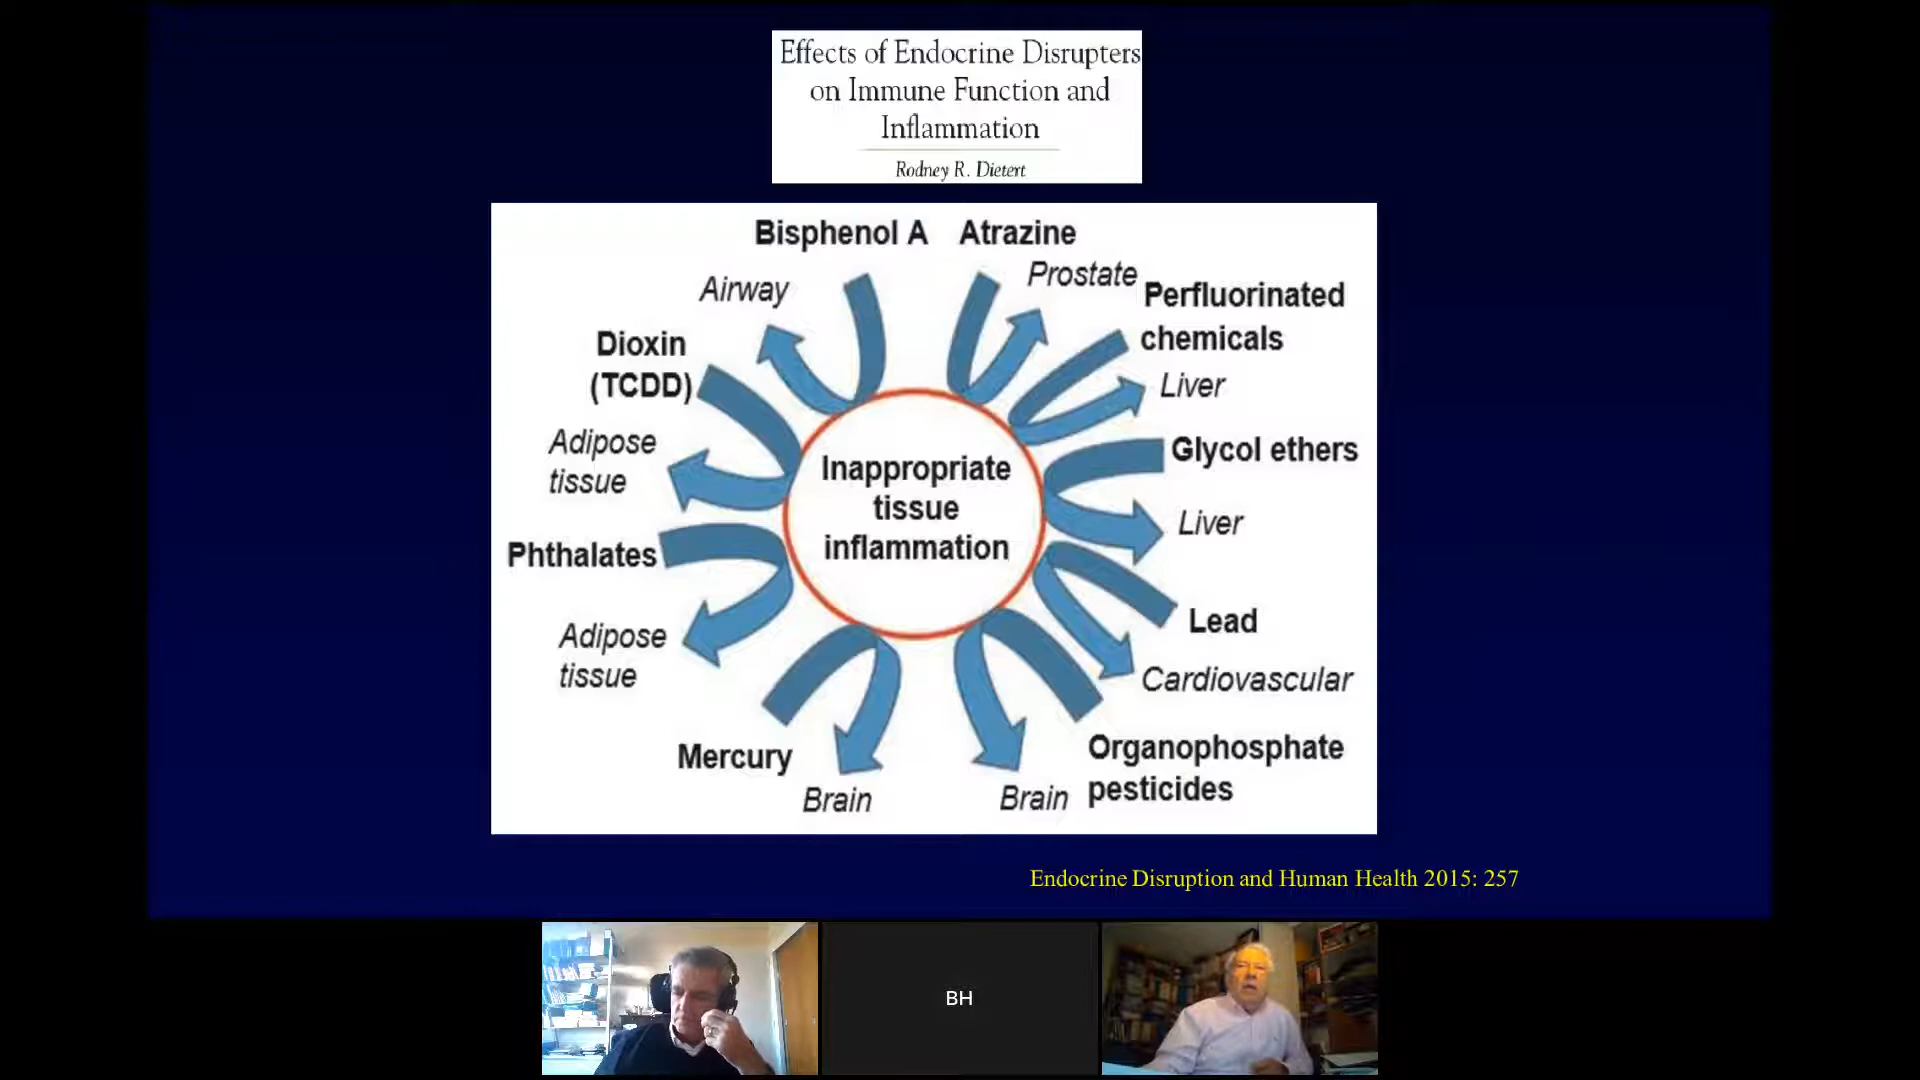 Effects of Endocrine Disrupters
on Immune Function and
Inflammation
Rodney R. Dietert
Bisphenol A
Atrazine
Airway
Prostate
Perfluorinated
chemicals
Dioxin
(TCDD)
Liver
Adipose
tissue
Glycol ethers
Inappropriate
tissue
inflammation
Liver
Phthalates
Lead
Adipose
tissue
Cardiovascular
Mercury
Brain
Brain
Organophosphate
pesticides
Endocrine Disruption and Human Health 2015: 257
BH